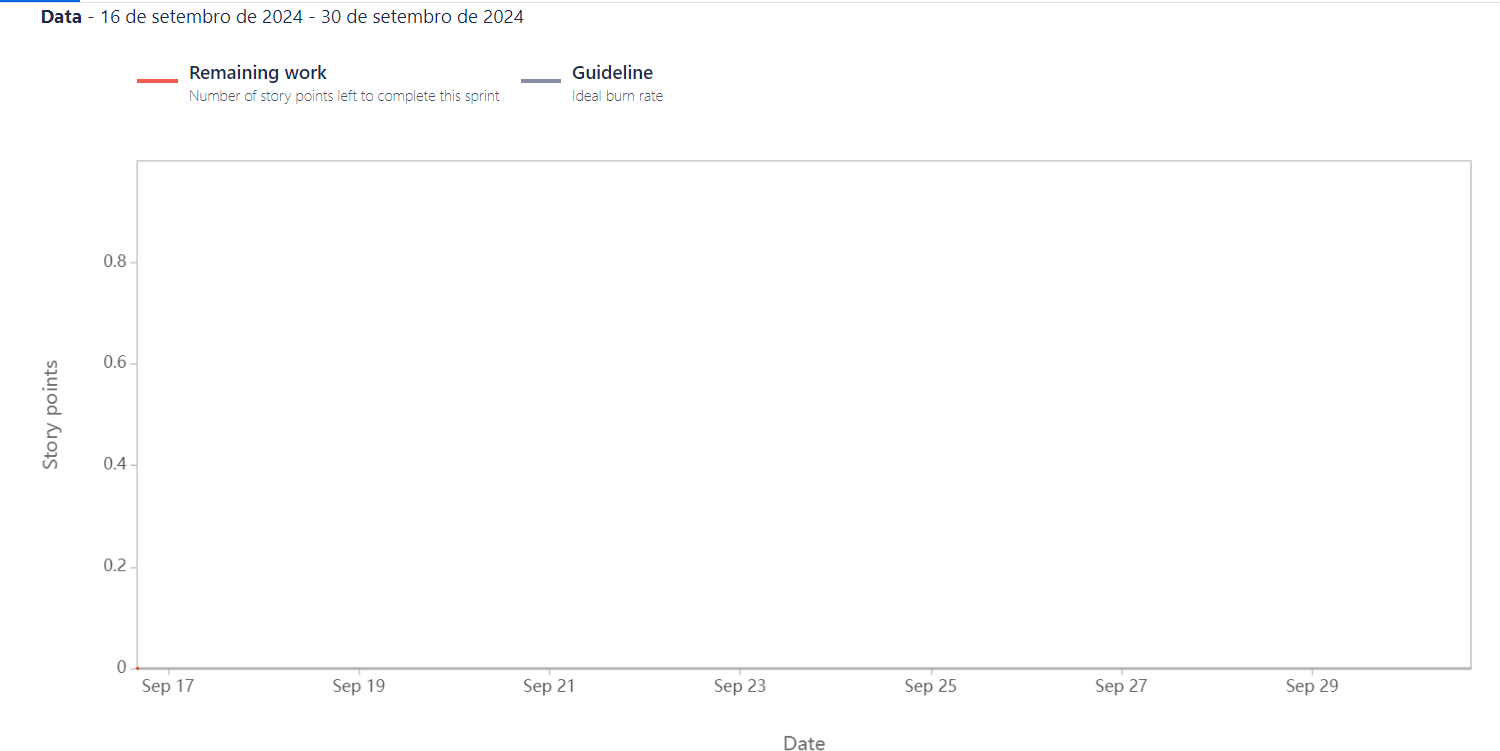 Data - 16 de setembro de 2024 - 30 de setembro de 2024
Remaining work
Number of story points left to complete this sprint
Guideline
Ideal burn rate
Story points
0.8
0.6
0.4
0.2
0
Sep 17 Sep 19 Sep 21 Sep 23 Sep 25 Sep 27 Sep 29
Date